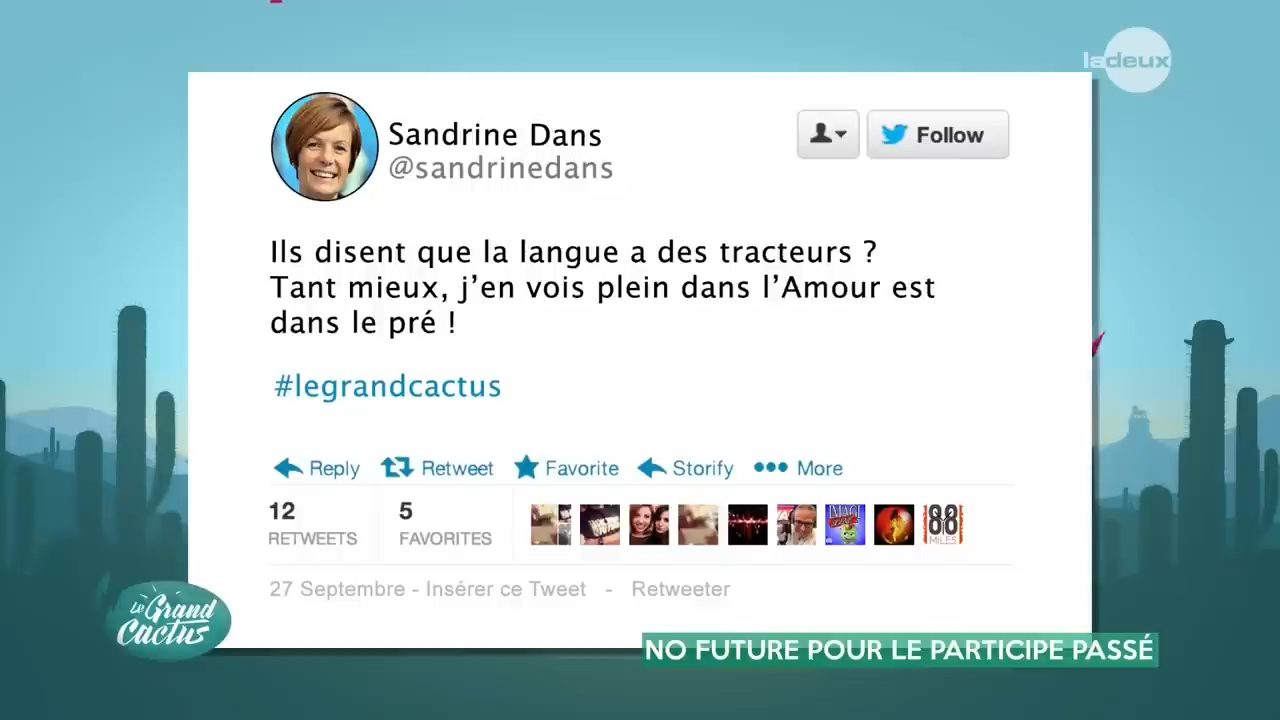 ladeux
Sandrine Dans
@sandrinedans
Follow
Ils disent que la langue a des tracteurs ?
Tant mieux, j’en vois plein dans l’Amour est
dans le pré !
#legrandcactus
Reply Retweet Favorite Storify More
12 5
RETWEETS FAVORITES
88
MILES
27 Septembre - Insérer ce Tweet - Retweeter
Le Grand
Cactus
NO FUTURE POUR LE PARTICIPE PASSÉ